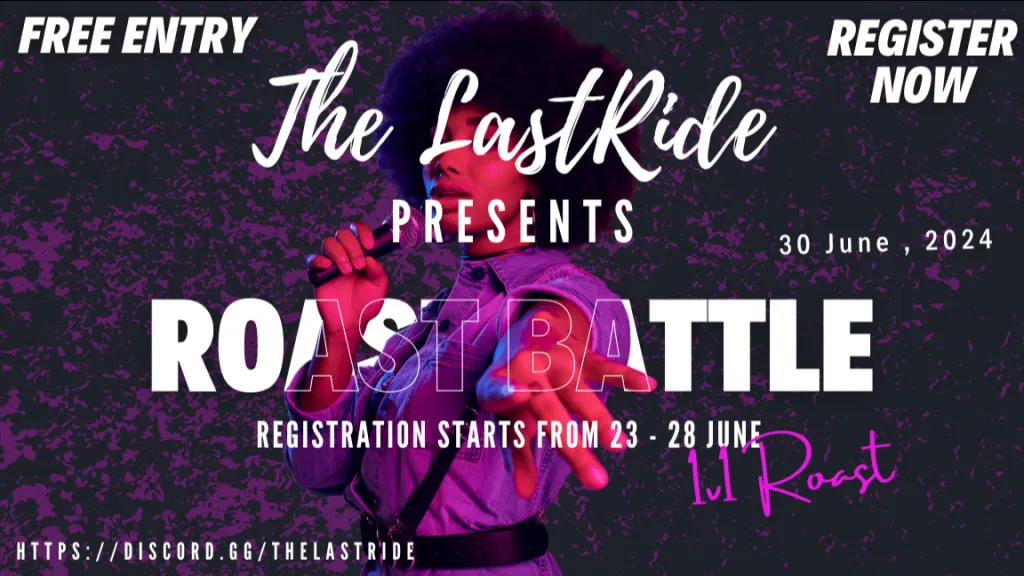 FREE ENTRY
REGISTER
NOW
The LastRide
PRESENTS
30 June , 2024
ROAST BATTLE
REGISTRATION STARTS FROM 23 - 28 JUNE
1v1 Roast
HTTPS://DISCORD.GG/THELASTRIDE